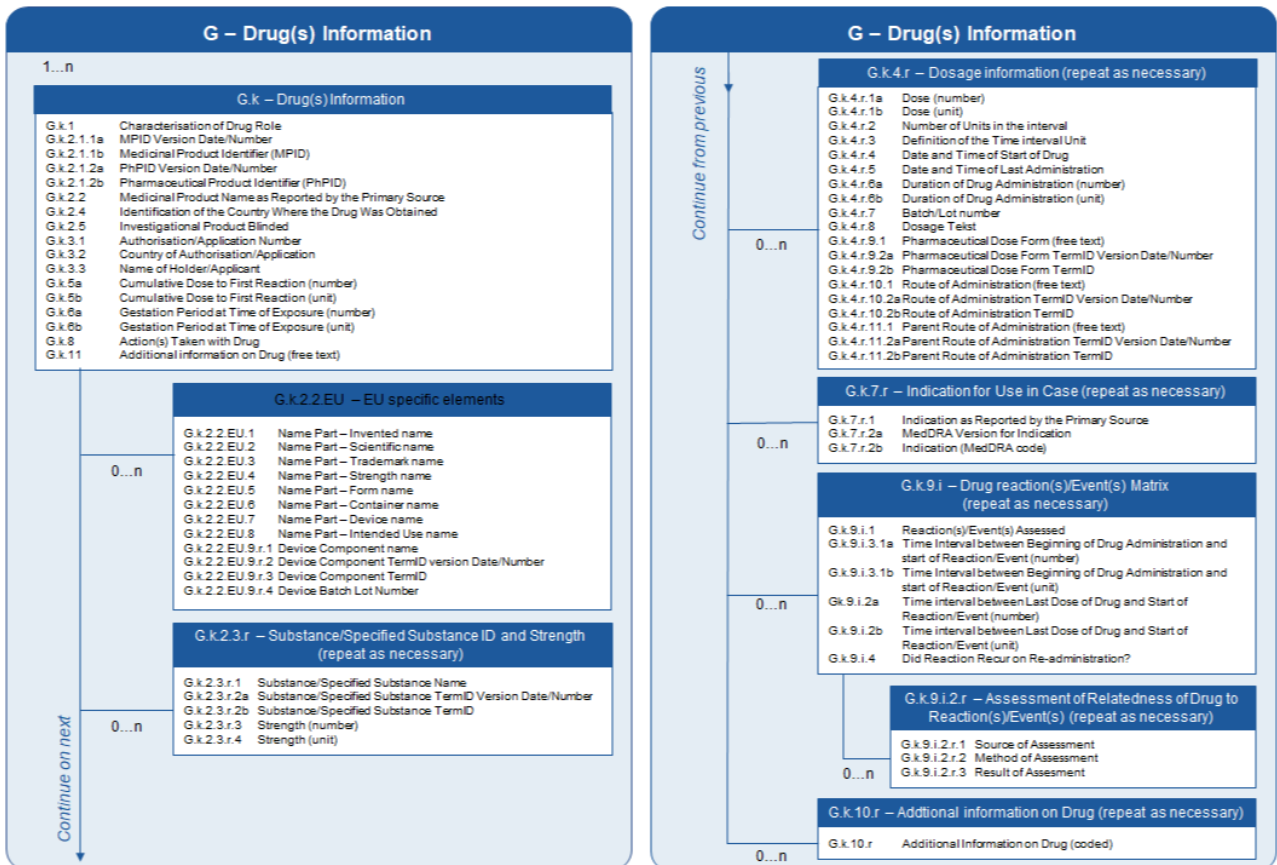 G – Drug(s) Information
1...n
G.k – Drug(s) Information
G.k.1 Characterisation of Drug Role
G.k.2.1.1a MPID Version Date/Number
G.k.2.1.1b Medicinal Product Identifier (MPID)
G.k.2.1.2a PhPID Version Date/Number
G.k.2.1.2b Pharmaceutical Product Identifier (PhPID)
G.k.2.2 Medicinal Product Name as Reported by the Primary Source
G.k.2.4 Identification of the Country Where the Drug Was Obtained
G.k.2.5 Investigational Product Blinded
G.k.3.1 Authorisation/Application Number
G.k.3.2 Country of Authorisation/Application
G.k.3.3 Name of Holder/Applicant
G.k.5a Cumulative Dose to First Reaction (number)
G.k.5b Cumulative Dose to First Reaction (unit)
G.k.6a Gestation Period at Time of Exposure (number)
G.k.6b Gestation Period at Time of Exposure (unit)
G.k.8 Action(s) Taken with Drug
G.k.11 Additional information on Drug (free text)
G.k.2.2.EU – EU specific elements
G.k.2.2.EU.1 Name Part – Invented name
G.k.2.2.EU.2 Name Part – Scientific name
G.k.2.2.EU.3 Name Part – Trademark name
G.k.2.2.EU.4 Name Part – Strength name
G.k.2.2.EU.5 Name Part – Form name
G.k.2.2.EU.6 Name Part – Container name
G.k.2.2.EU.7 Name Part – Device name
G.k.2.2.EU.8 Name Part – Intended Use name
G.k.2.2.EU.9.r.1 Device Component name
G.k.2.2.EU.9.r.2 Device Component TermID version Date/Number
G.k.2.2.EU.9.r.3 Device Component TermID
G.k.2.2.EU.9.r.4 Device Batch Lot Number
0...n
G.k.2.3.r – Substance/Specified Substance ID and Strength
(repeat as necessary)
G.k.2.3.r.1 Substance/Specified Substance Name
G.k.2.3.r.2a Substance/Specified Substance TermID Version Date/Number
G.k.2.3.r.2b Substance/Specified Substance TermID
G.k.2.3.r.3 Strength (number)
G.k.2.3.r.4 Strength (unit)
0...n
Continue on next
G – Drug(s) Information
Continue from previous
G.k.4.r – Dosage information (repeat as necessary)
G.k.4.r.1a Dose (number)
G.k.4.r.1b Dose (unit)
G.k.4.r.2 Number of Units in the interval
G.k.4.r.3 Definition of the Time interval Unit
G.k.4.r.4 Date and Time of Start of Drug
G.k.4.r.5 Date and Time of Last Administration
G.k.4.r.6a Duration of Drug Administration (number)
G.k.4.r.6b Duration of Drug Administration (unit)
G.k.4.r.7 Batch/Lot number
G.k.4.r.8 Dosage Tekst
G.k.4.r.9.1 Pharmaceutical Dose Form (free text)
G.k.4.r.9.2a Pharmaceutical Dose Form TermID Version Date/Number
G.k.4.r.9.2b Pharmaceutical Dose Form TermID
G.k.4.r.10.1 Route of Administration (free text)
G.k.4.r.10.2a Route of Administration TermID Version Date/Number
G.k.4.r.10.2b Route of Administration TermID
G.k.4.r.11.1 Parent Route of Administration (free text)
G.k.4.r.11.2a Parent Route of Administration TermID Version Date/Number
G.k.4.r.11.2b Parent Route of Administration TermID
0...n
G.k.7.r – Indication for Use in Case (repeat as necessary)
G.k.7.r.1 Indication as Reported by the Primary Source
G.k.7.r.2a MedDRA Version for Indication
G.k.7.r.2b Indication (MedDRA code)
0...n
G.k.9.i – Drug reaction(s)/Event(s) Matrix
(repeat as necessary)
G.k.9.i.1 Reaction(s)/Event(s) Assessed
G.k.9.i.3.1a Time Interval between Beginning of Drug Administration and
start of Reaction/Event (number)
G.k.9.i.3.1b Time Interval between Beginning of Drug Administration and
start of Reaction/Event (unit)
Gk.9.i.2a Time interval between Last Dose of Drug and Start of
Reaction/Event (number)
G.k.9.i.2b Time interval between Last Dose of Drug and Start of
Reaction/Event (unit)
G.k.9.i.4 Did Reaction Recur on Re-administration?
0...n
G.k.9.i.2.r – Assessment of Relatedness of Drug to
Reaction(s)/Event(s) (repeat as necessary)
G.k.9.i.2.r.1 Source of Assessment
G.k.9.i.2.r.2 Method of Assessment
G.k.9.i.2.r.3 Result of Assesment
0...n
G.k.10.r – Addtional information on Drug (repeat as necessary)
G.k.10.r Additional Information on Drug (coded)
0...n